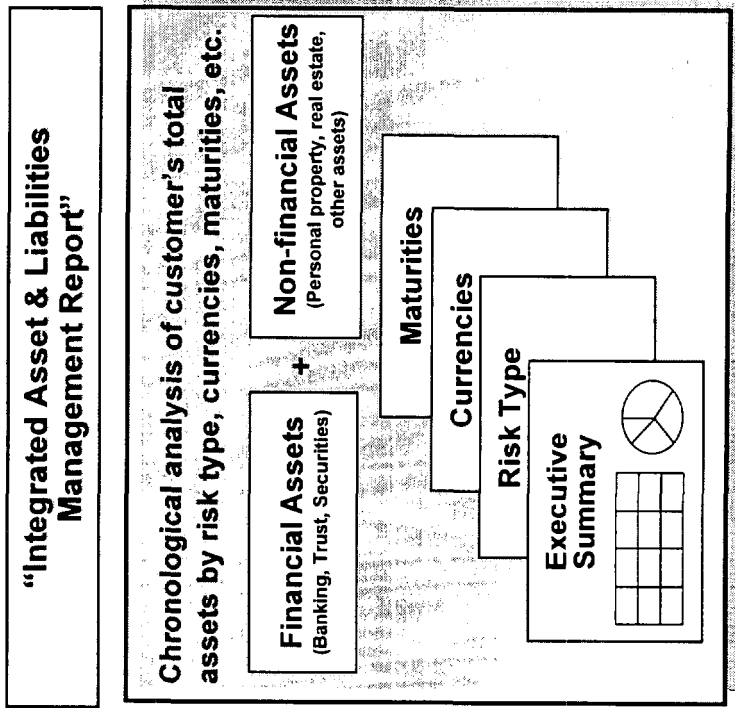 “Integrated Asset & Liabilities
Management Report”
Chronological analysis of customer's total
assets by risk type, currencies, maturities, etc.
Financial Assets
(Banking, Trust, Securities)
+
Non-financial Assets
(Personal property, real estate,
other assets)
Maturities
Currencies
Risk Type
Executive
Summary